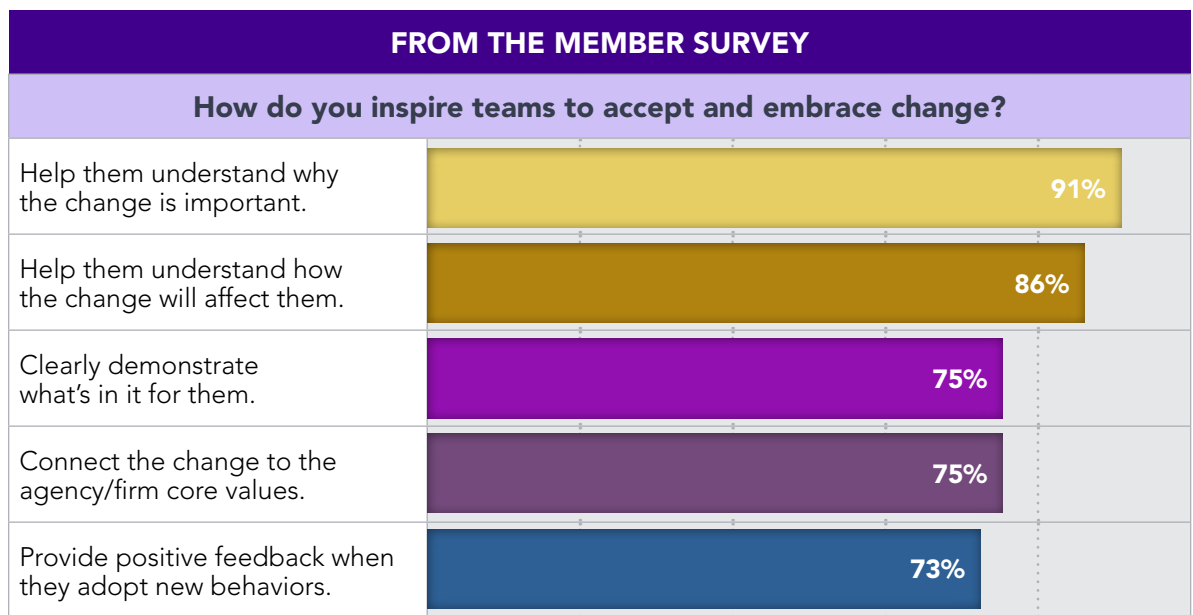 FROM THE MEMBER SURVEY
How do you inspire teams to accept and embrace change?
Help them understand why
the change is important.
91%
Help them understand how
the change will affect them.
86%
Clearly demonstrate
what’s in it for them.
75%
Connect the change to the
agency/firm core values.
75%
Provide positive feedback when
they adopt new behaviors.
73%